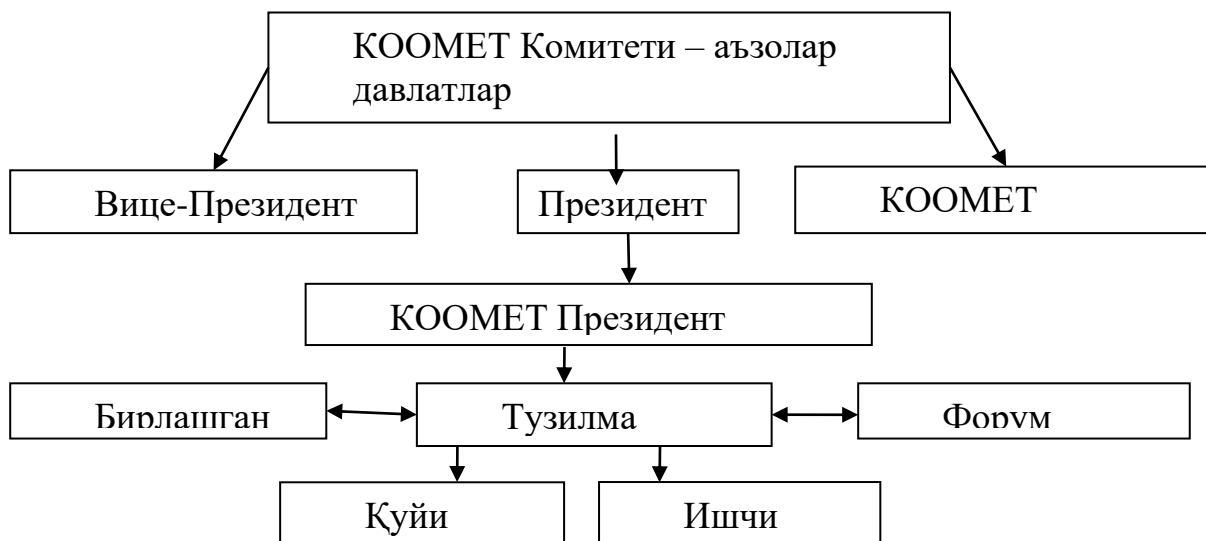 КООМЕТ Комитети – аъзолар
давлатлар
Вице-Президент
Президент
КООМЕТ
КООМЕТ Президент
Бирлашган
Тузилма
Форум
Қуйи
Ишчи